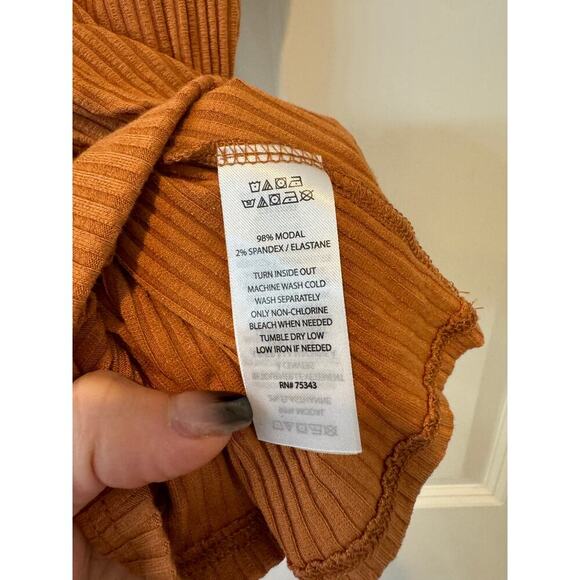 98% MODAL
2% SPANDEX / ELASTANE
TURN INSIDE OUT
MACHINE WASH COLD
WASH SEPARATELY
ONLY NON-CHLORINE
BLEACH WHEN NEEDED
TUMBLE DRY LOW
LOW IRON IF NEEDED
RN# 75343